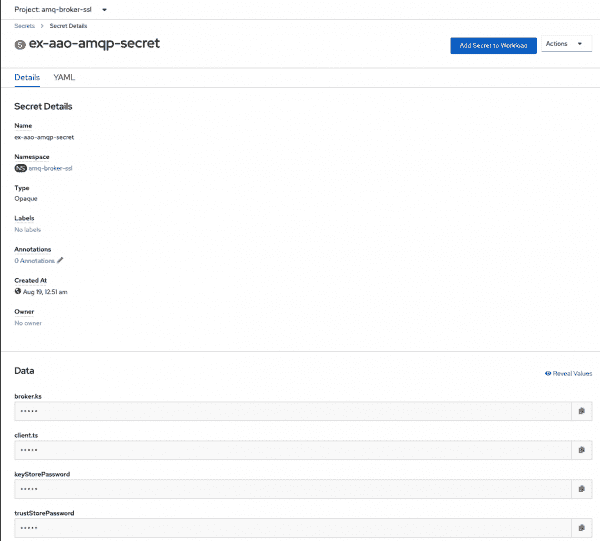 Project: amq-broker-ssl
Secrets > Secret Details
S ex-aao-amqp-secret
Add Secret to Workload
Actions
Details YAML
Secret Details
Name
ex-aao-amqp-secret
Namespace
NS amq-broker-ssl
Type
Opaque
Labels
No labels
Annotations
0 Annotations
Created At
Aug 19, 12:51 am
Owner
No owner
Data
Reveal Values
broker.ks
•••••
client.ts
•••••
keyStorePassword
•••••
trustStorePassword
•••••